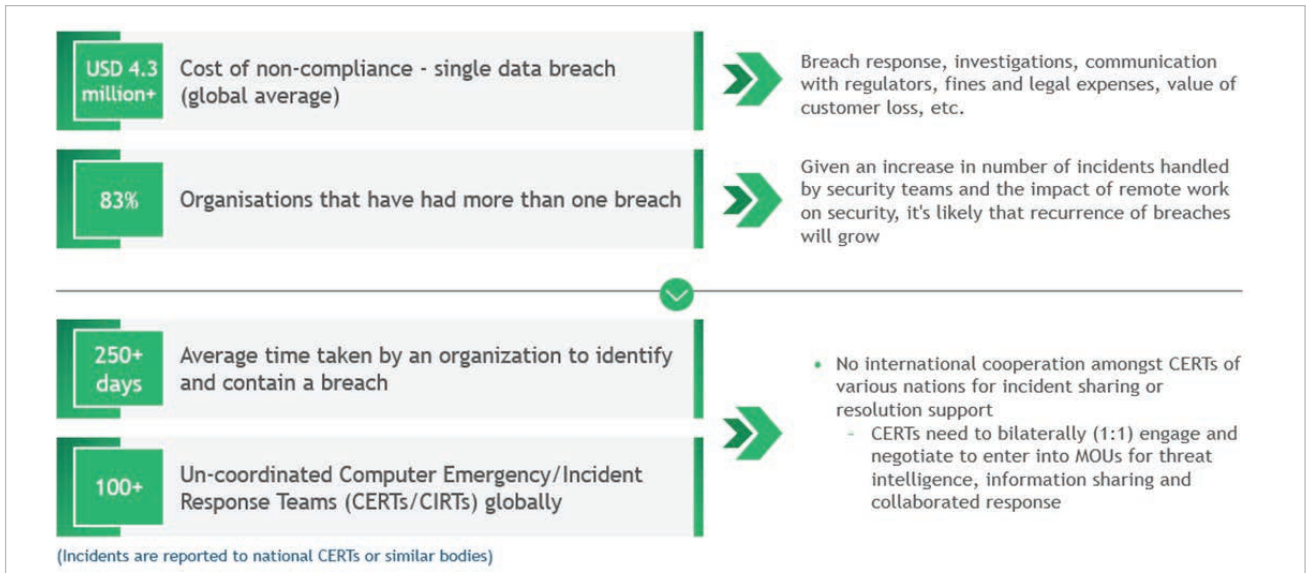 USD 4.3
million+
Cost of non-compliance - single data breach
(global average)
Breach response, investigations, communication
with regulators, fines and legal expenses, value of
customer loss, etc.
83%
Organisations that have had more than one breach
Given an increase in number of incidents handled
by security teams and the impact of remote work
on security, it's likely that recurrence of breaches
will grow
250+
days
Average time taken by an organization to identify
and contain a breach
100+
Un-coordinated Computer Emergency/Incident
Response Teams (CERTs/CIRTs) globally
• No international cooperation amongst CERTs of
various nations for incident sharing or
resolution support
- CERTs need to bilaterally (1:1) engage and
negotiate to enter into MOUs for threat
intelligence, information sharing and
collaborated response
(Incidents are reported to national CERTs or similar bodies)